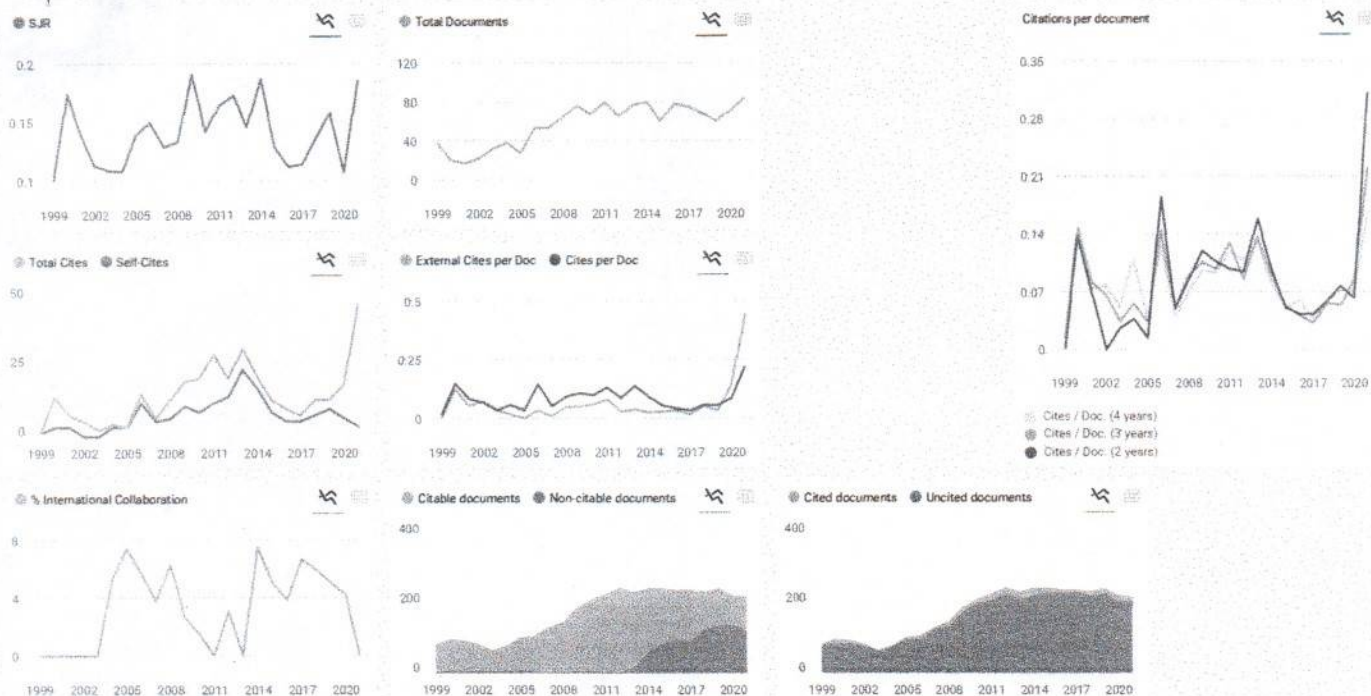 SJR
0.2
0.15
0.1
1999 2002 2005 2008 2011 2014 2017 2020
Total Documents
120
80
40
0
1999 2002 2005 2008 2011 2014 2017 2020
Citations per document
0.35
0.28
0.21
0.14
0.07
0
1999 2002 2005 2008 2011 2014 2017 2020
Cites / Doc. (4 years)
Cites / Doc. (3 years)
Cites / Doc. (2 years)
Total Cites Self-Cites
50
25
0
1999 2002 2005 2008 2011 2014 2017 2020
External Cites per Doc Cites per Doc
0.5
0.25
0
1999 2002 2005 2008 2011 2014 2017 2020
% International Collaboration
8
4
0
1999 2002 2005 2008 2011 2014 2017 2020
Citable documents Non-citable documents
400
200
0
1999 2002 2005 2008 2011 2014 2017 2020
Cited documents Uncited documents
400
200
0
1999 2002 2005 2008 2011 2014 2017 2020